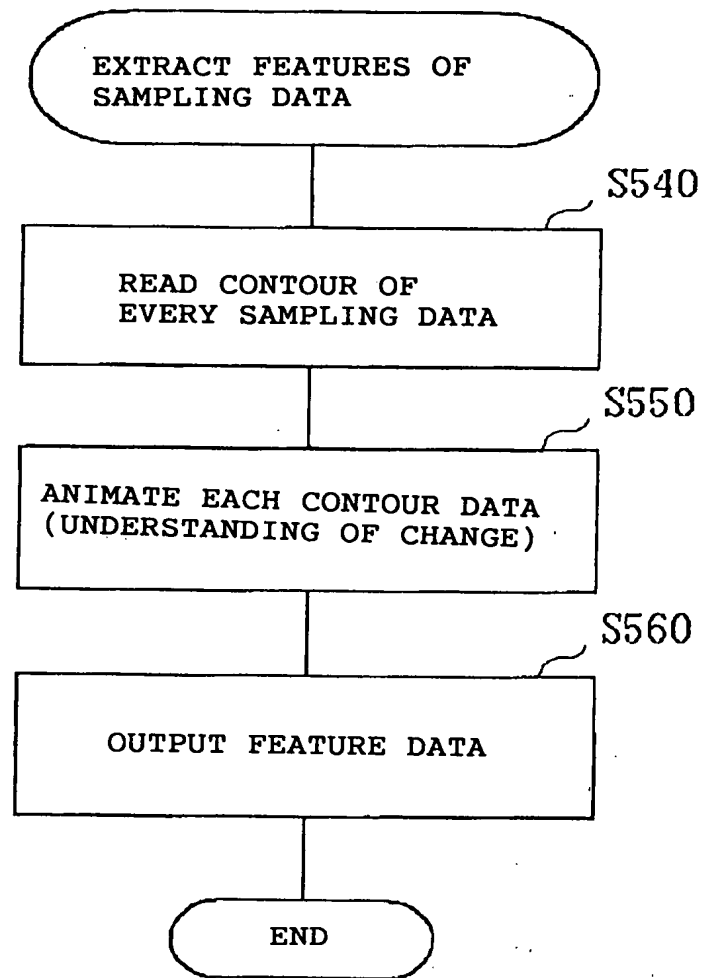 EXTRACT FEATURES OF
SAMPLING DATA
S540
READ CONTOUR OF
EVERY SAMPLING DATA
S550
ANIMATE EACH CONTOUR DATA
(UNDERSTANDING OF CHANGE)
S560
OUTPUT FEATURE DATA
END